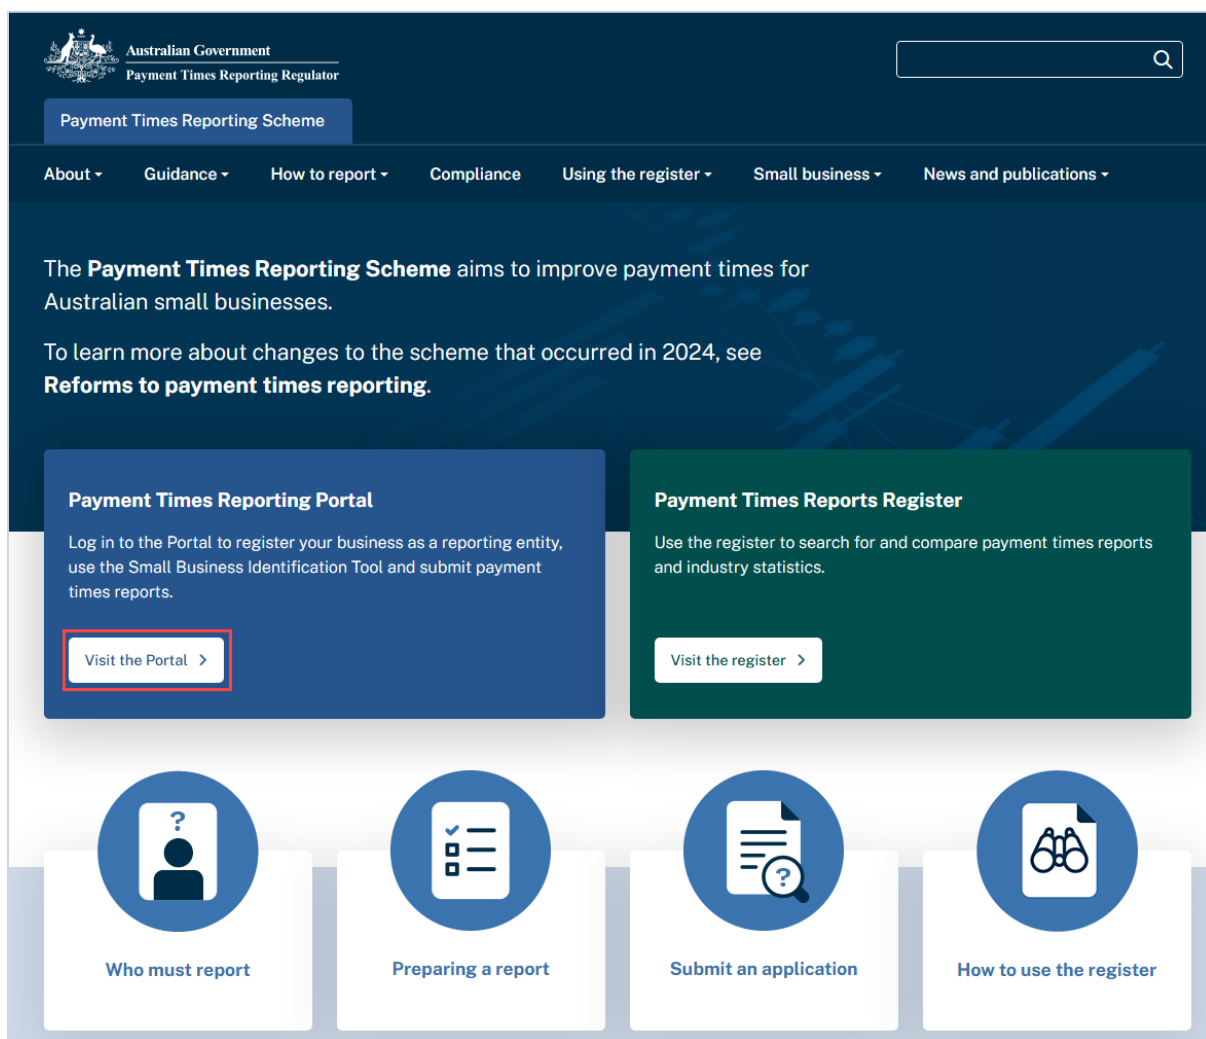 Australian Government
Payment Times Reporting Regulator
Payment Times Reporting Scheme
About
Guidance
How to report
Compliance
Using the register
Small business
News and publications
The Payment Times Reporting Scheme aims to improve payment times for
Australian small businesses.
To learn more about changes to the scheme that occurred in 2024, see
Reforms to payment times reporting.
Payment Times Reporting Portal
Log in to the Portal to register your business as a reporting entity,
use the Small Business Identification Tool and submit payment
times reports.
Visit the Portal
Payment Times Reports Register
Use the register to search for and compare payment times reports
and industry statistics.
Visit the register
?
Who must report
Preparing a report
?
Submit an application
How to use the register